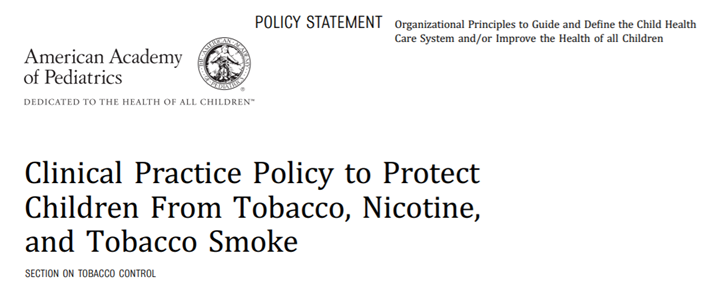 POLICY STATEMENT
Organizational Principles to Guide and Define the Child Health
Care System and/or Improve the Health of all Children
American Academy
of Pediatrics
DEDICATED TO THE HEALTH OF ALL CHILDREN™
Clinical Practice Policy to Protect
Children From Tobacco, Nicotine,
and Tobacco Smoke
SECTION ON TOBACCO CONTROL